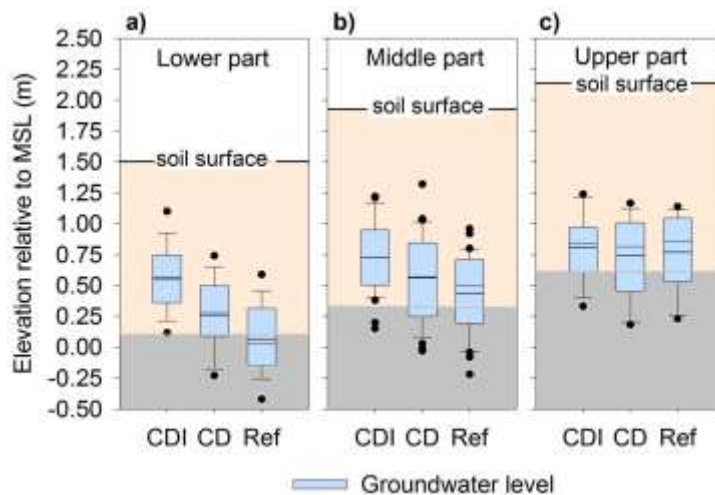 a)
b)
c)
Lower part
Middle part
Upper part
soil surface
soil surface
soil surface
Elevation relative to MSL (m)
2.50
2.25
2.00
1.75
1.50
1.25
1.00
0.75
0.50
0.25
0.00
-0.25
-0.50
CDI CD Ref
CDI CD Ref
CDI CD Ref
Groundwater level